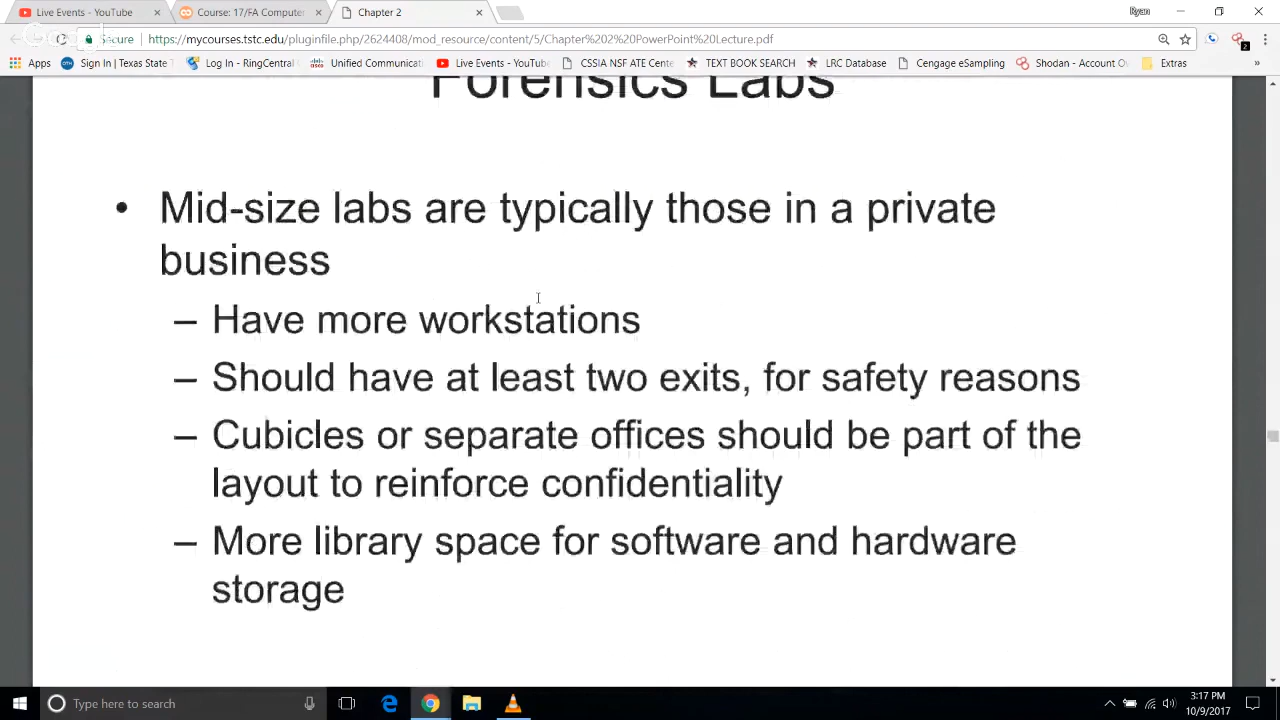 Live Events - YouTube
Course: 17/FA Computer
Chapter 2
Ryan
Secure
https://mycourses.tstc.edu/pluginfile.php/2624408/mod_resource/content/5/Chapter%202%20PowerPoint%20Lecture.pdf
2
Apps
Sign In | Texas State T
Log In - RingCentral
Unified Communicat
Live Events - YouTube
CSSIA NSF ATE Cente
IT BOOK SEARCH
LRC Database
Cengage eSampling
Shodan - Account O
Extras
»
Forensics Labs
• Mid-size labs are typically those in a private
business
– Have more workstations
– Should have at least two exits, for safety reasons
– Cubicles or separate offices should be part of the
layout to reinforce confidentiality
– More library space for software and hardware
storage
Type here to search
3:17 PM
10/9/2017